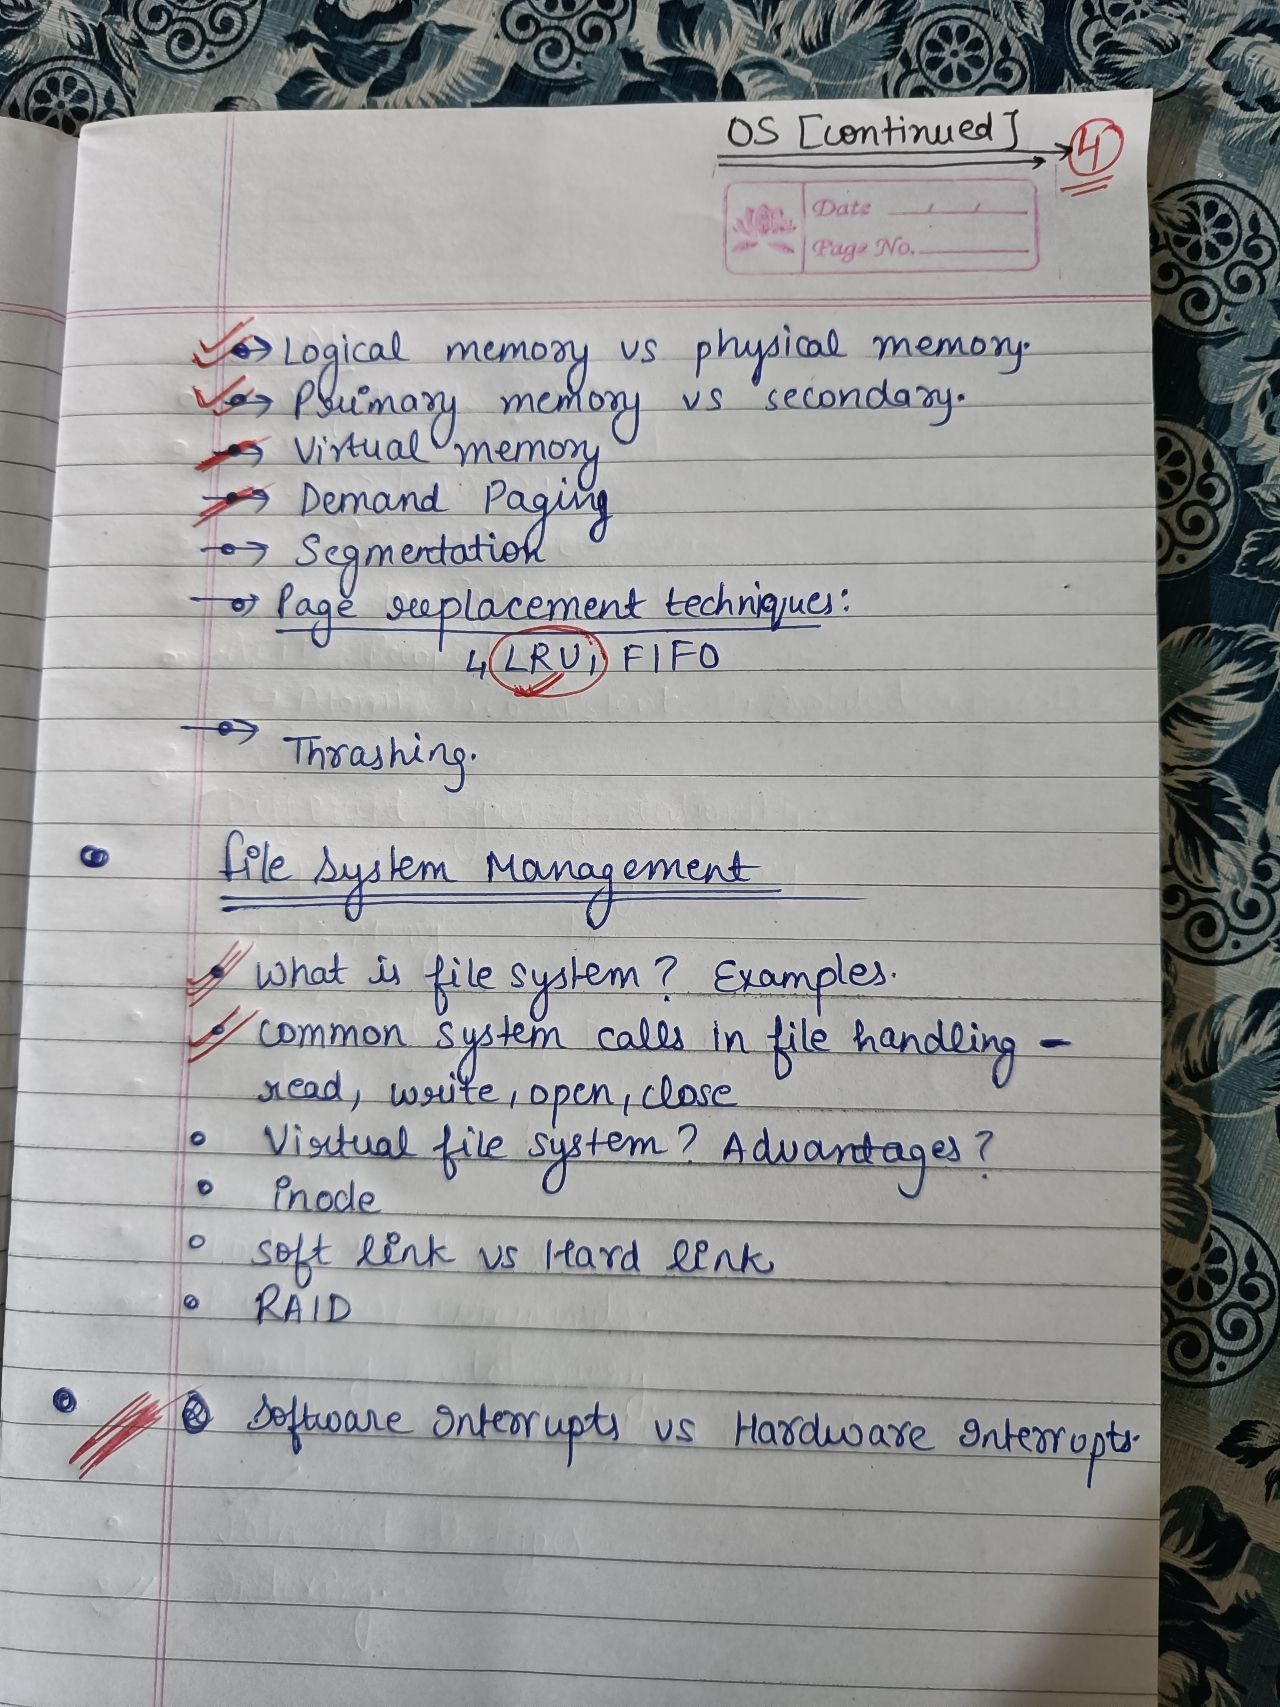 OS [continued] → 4
Date
Page No.
→ Logical memory vs physical memory.
→ Primary memory vs secondary.
→ Virtual memory
→ Demand Paging
→ Segmentation
→ Page replacement techniques:
↳ LRU, FIFO
→ Thrashing.
• File System Management
• What is file system? Examples.
• Common system calls in file handling -
read, write, open, close
• Virtual file system? Advantages?
• inode
• soft link vs Hard link
• RAID
• Software Interrupts vs Hardware Interrupts.